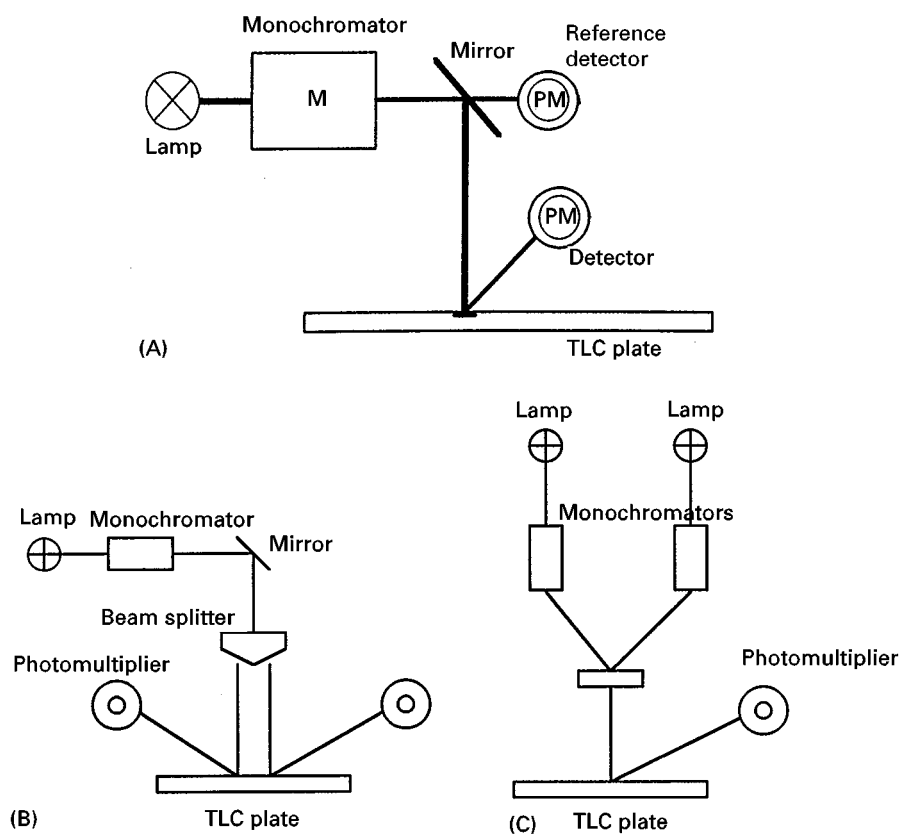 Monochromator
Mirror
Reference
detector
M
PM
Lamp
PM
Detector
TLC plate
(A)
Lamp
Monochromator
Mirror
Beam splitter
Photomultiplier
TLC plate
(B)
Lamp
Lamp
Monochromators
Photomultiplier
TLC plate
(C)